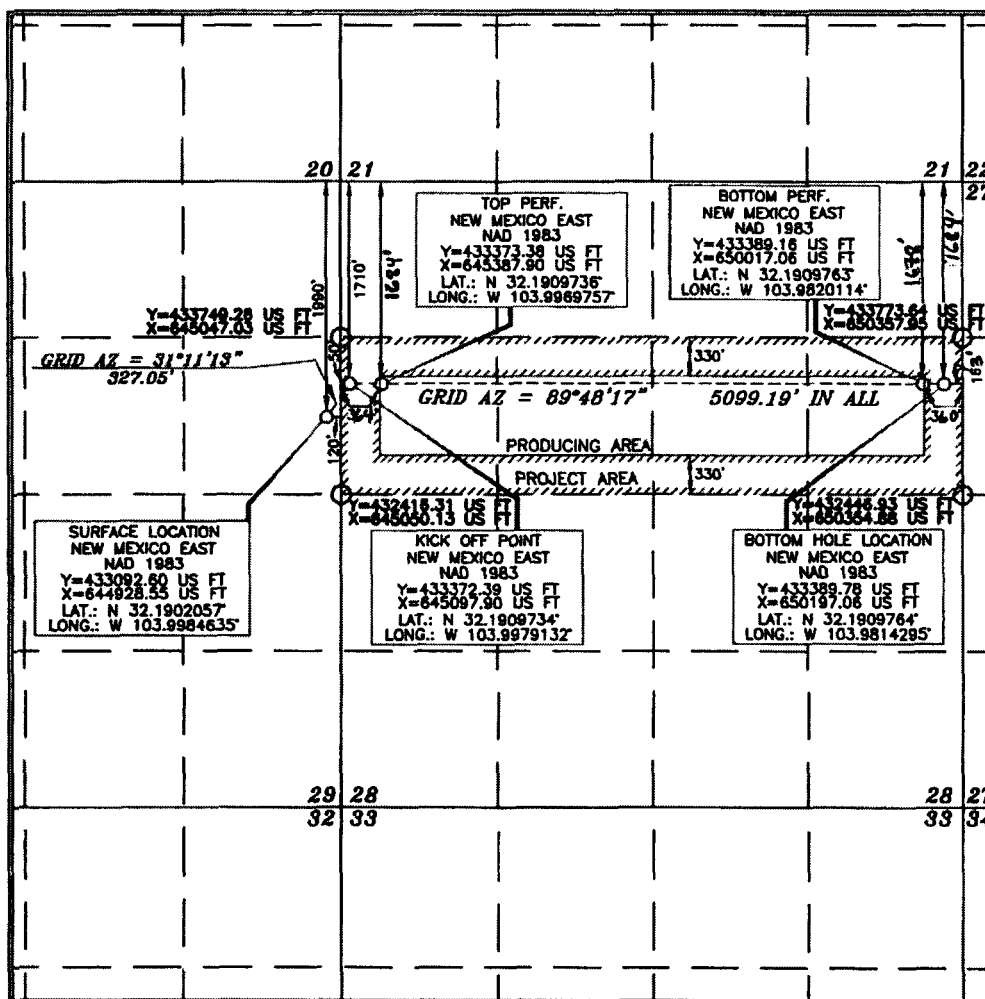 20 21
21 22
27
TOP PERF.
NEW MEXICO EAST
NAD 1983
Y=433373.38 US FT
X=645387.90 US FT
LAT.: N 32.1909736°
LONG.: W 103.9969757°
BOTTOM PERF.
NEW MEXICO EAST
NAD 1983
Y=433389.16 US FT
X=650017.06 US FT
LAT.: N 32.1909763°
LONG.: W 103.9820114°
1990'
1710'
1684'
1678'
1684'
Y=433749.28 US FT
X=645047.03 US FT
Y=433773.64 US FT
X=650357.95 US FT
GRID AZ = 31°11'13"
327.05'
50'
330'
GRID AZ = 89°48'17"
5099.19' IN ALL
360'
120'
PRODUCING AREA
PROJECT AREA
330'
Y=432416.31 US FT
X=645050.13 US FT
Y=432446.93 US FT
X=650354.88 US FT
SURFACE LOCATION
NEW MEXICO EAST
NAD 1983
Y=433092.60 US FT
X=644928.55 US FT
LAT.: N 32.1902057°
LONG.: W 103.9984635°
KICK OFF POINT
NEW MEXICO EAST
NAD 1983
Y=433372.39 US FT
X=645097.90 US FT
LAT.: N 32.1909734°
LONG.: W 103.9979132°
BOTTOM HOLE LOCATION
NEW MEXICO EAST
NAD 1983
Y=433389.78 US FT
X=650197.06 US FT
LAT.: N 32.1909764°
LONG.: W 103.9814295°
29 28
32 33
28 27
33 34